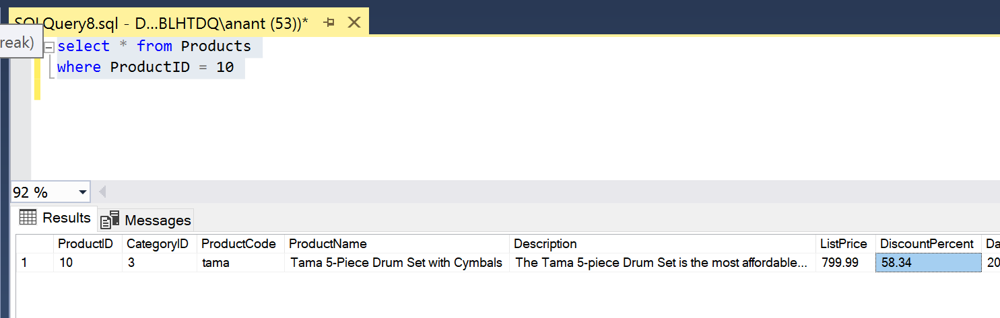 SQLQuery8.sql - D...BLHTDQ\anant (53))*
reak)
select * from Products
where ProductID = 10
92 %
Results Messages
ProductID CategoryID ProductCode ProductName Description ListPrice DiscountPercent Da
1 10 3 tama Tama 5-Piece Drum Set with Cymbals The Tama 5-piece Drum Set is the most affordable... 799.99 58.34 20